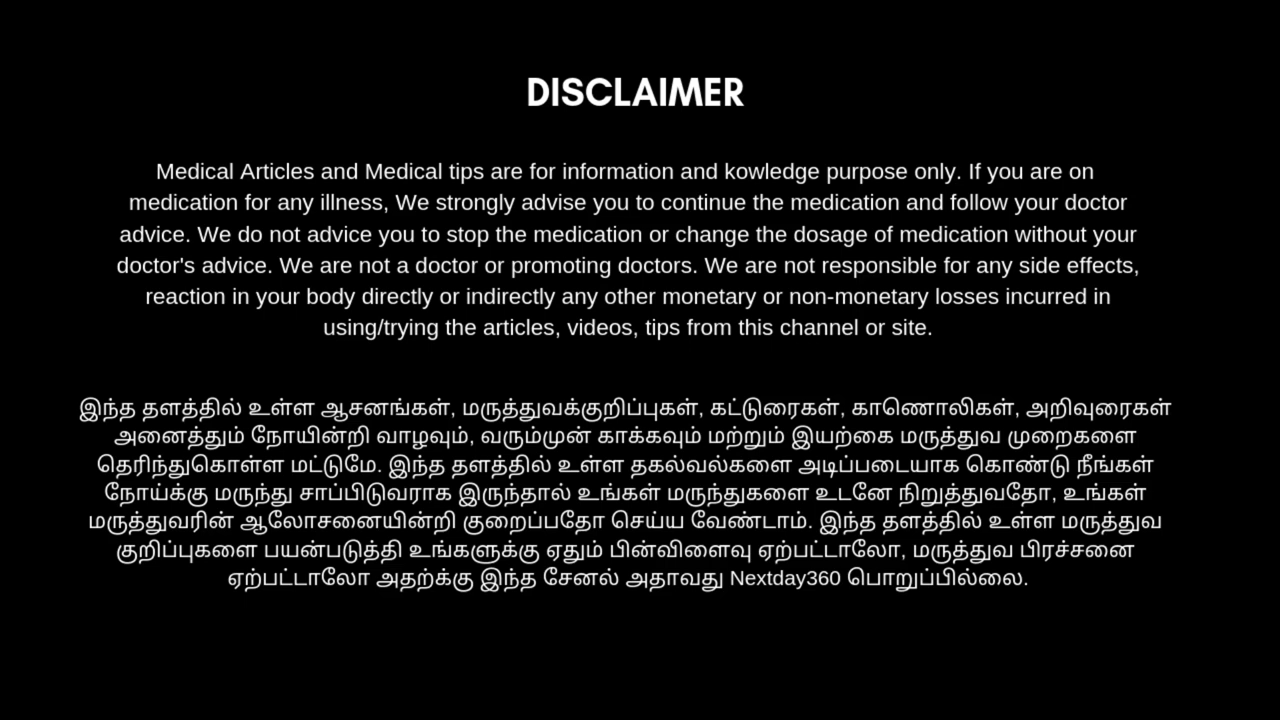 DISCLAIMER
Medical Articles and Medical tips are for information and kowledge purpose only. If you are on
medication for any illness, We strongly advise you to continue the medication and follow your doctor
advice. We do not advice you to stop the medication or change the dosage of medication without your
doctor's advice. We are not a doctor or promoting doctors. We are not responsible for any side effects,
reaction in your body directly or indirectly any other monetary or non-monetary losses incurred in
using/trying the articles, videos, tips from this channel or site.
இந்த தளத்தில் உள்ள ஆசனங்கள், மருத்துவக்குறிப்புகள், கட்டுரைகள், காணொலிகள், அறிவுரைகள்
அனைத்தும் நோயின்றி வாழவும், வரும்முன் காக்கவும் மற்றும் இயற்கை மருத்துவ முறைகளை
தெரிந்துகொள்ள மட்டுமே. இந்த தளத்தில் உள்ள தகல்வல்களை அடிப்படையாக கொண்டு நீங்கள்
நோய்க்கு மருந்து சாப்பிடுவராக இருந்தால் உங்கள் மருந்துகளை உடனே நிறுத்துவதோ, உங்கள்
மருத்துவரின் ஆலோசனையின்றி குறைப்பதோ செய்ய வேண்டாம். இந்த தளத்தில் உள்ள மருத்துவ
குறிப்புகளை பயன்படுத்தி உங்களுக்கு ஏதும் பின்விளைவு ஏற்பட்டாலோ, மருத்துவ பிரச்சனை
ஏற்பட்டாலோ அதற்க்கு இந்த சேனல் அதாவது Nextday360 பொறுப்பில்லை.